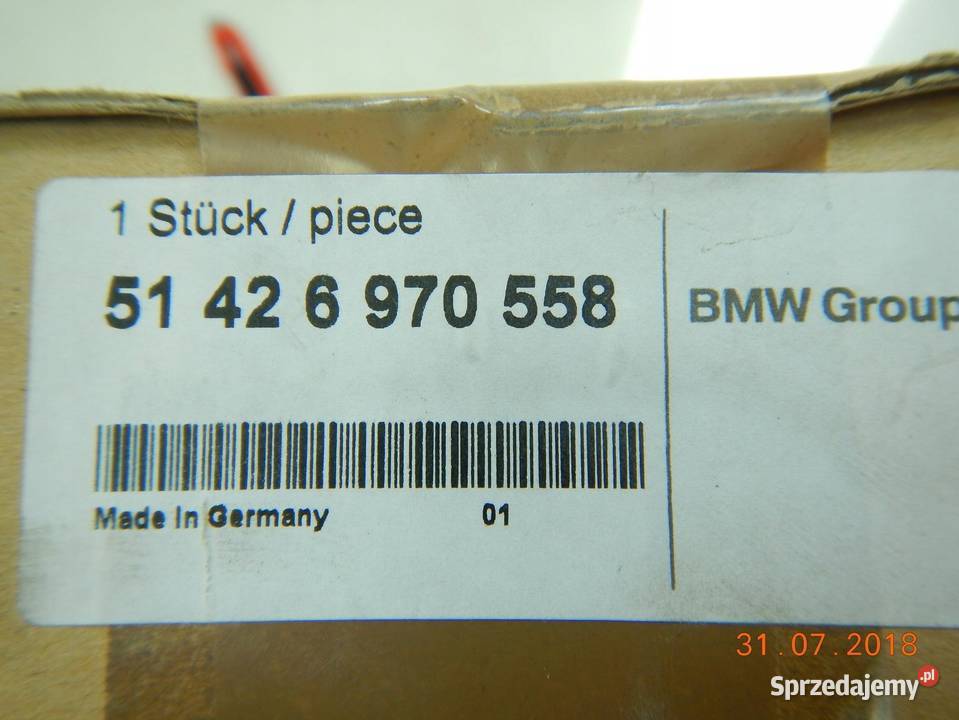 1 Stück / piece
51 42 6 970 558
BMW Group
Made In Germany 01
31.07.2018
Sprzedajemy.pl